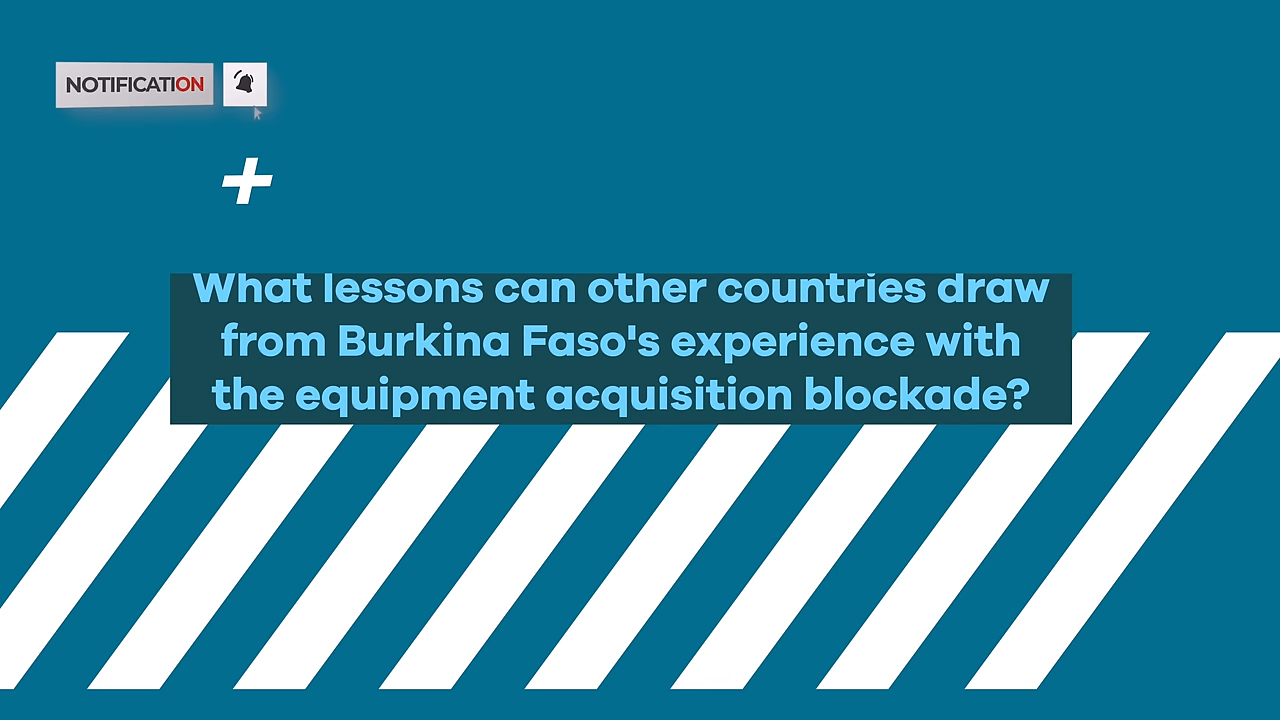 NOTIFICATION
+
What lessons can other countries draw
from Burkina Faso's experience with
the equipment acquisition blockade?